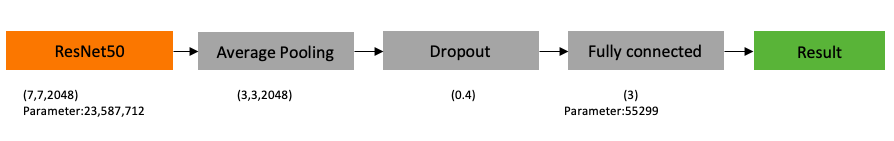 ResNet50
Average Pooling
Dropout
Fully connected
Result
(7,7,2048)
(3,3,2048)
(0.4)
(3)
Parameter:23,587,712
Parameter:55299